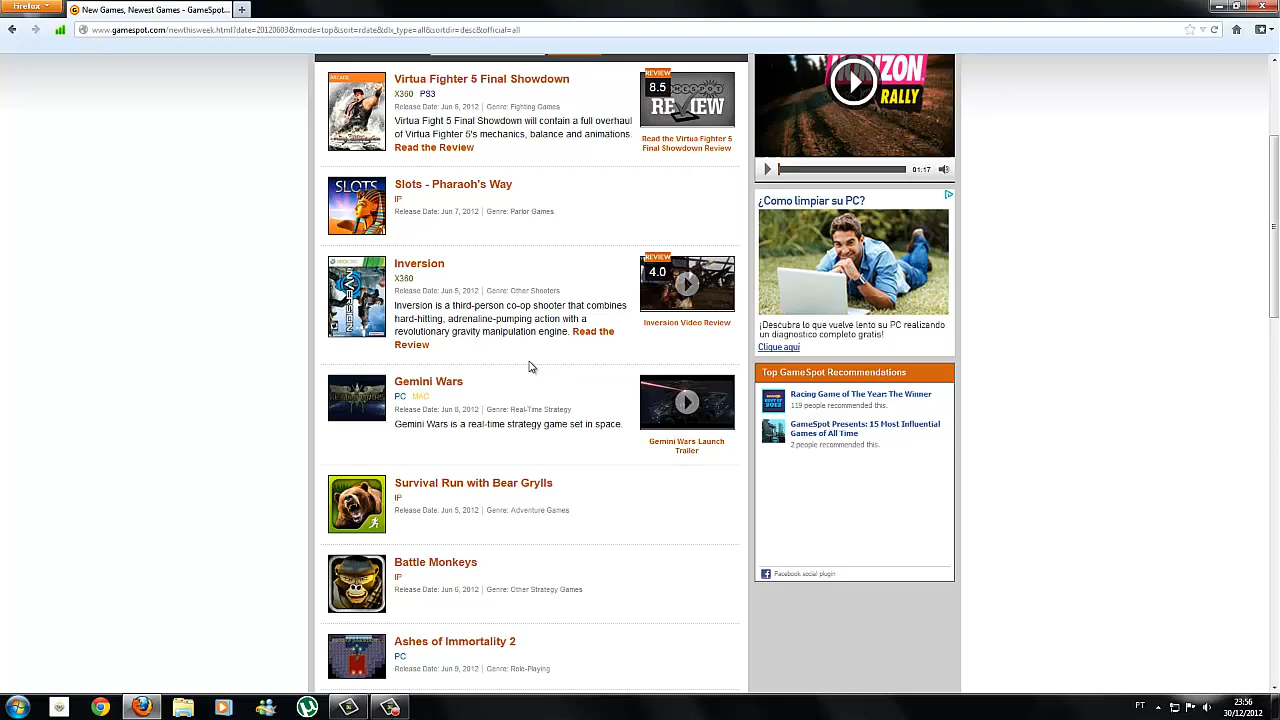 Firefox
New Games, Newest Games - GameSpot...
www.gamespot.com/newthisweek.html?date=20120603&mode=top&sort=rdate&dlx_type=all&sortdir=desc&official=all
ARCADE
Virtua Fighter 5 Final Showdown
X360 PS3
Release Date: Jun 6, 2012 | Genre: Fighting Games
Virtua Fight 5 Final Showdown will contain a full overhaul
of Virtua Fighter 5's mechanics, balance and animations.
Read the Review
REVIEW
8.5
GAMESPOT
REVIEW
Read the Virtua Fighter 5
Final Showdown Review
SLOTS
Slots - Pharaoh's Way
IP
Release Date: Jun 7, 2012 | Genre: Parlor Games
INVERSION
Inversion
X360
Release Date: Jun 5, 2012 | Genre: Other Shooters
Inversion is a third-person co-op shooter that combines
hard-hitting, adrenaline-pumping action with a
revolutionary gravity manipulation engine. Read the
Review
REVIEW
4.0
Inversion Video Review
Gemini Wars
PC MAC
Release Date: Jun 8, 2012 | Genre: Real-Time Strategy
Gemini Wars is a real-time strategy game set in space.
Gemini Wars Launch
Trailer
Survival Run with Bear Grylls
IP
Release Date: Jun 5, 2012 | Genre: Adventure Games
Battle Monkeys
IP
Release Date: Jun 6, 2012 | Genre: Other Strategy Games
Ashes of Immortality 2
PC
Release Date: Jun 9, 2012 | Genre: Role-Playing
HORIZON
RALLY
01:17
¿Como limpiar su PC?
¡Descubra lo que vuelve lento su PC realizando
un diagnostico completo gratis!
Clique aqui
Top GameSpot Recommendations
Racing Game of The Year: The Winner
119 people recommended this.
GameSpot Presents: 15 Most Influential
Games of All Time
2 people recommended this.
Facebook social plugin
PT
23:56
30/12/2012